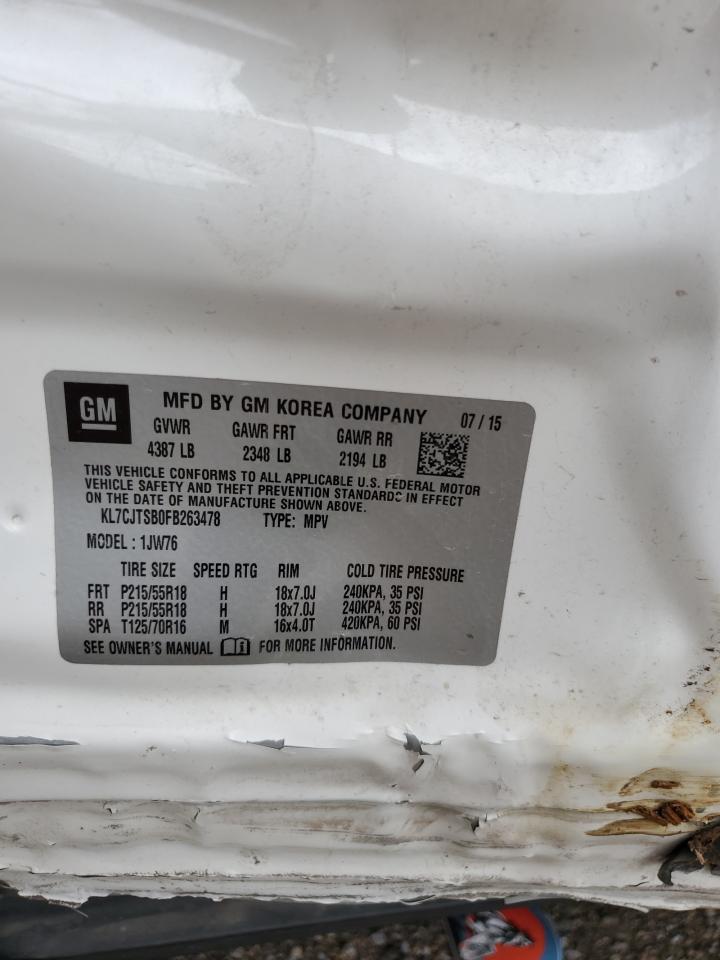 GM
MFD BY GM KOREA COMPANY 07 / 15
GVWR GAWR FRT GAWR RR
4387 LB 2348 LB 2194 LB
THIS VEHICLE CONFORMS TO ALL APPLICABLE U.S. FEDERAL MOTOR
VEHICLE SAFETY AND THEFT PREVENTION STANDARDS IN EFFECT
ON THE DATE OF MANUFACTURE SHOWN ABOVE.
KL7CJTSB0FB263478 TYPE: MPV
MODEL : 1JW76
TIRE SIZE SPEED RTG RIM COLD TIRE PRESSURE
FRT P215/55R18 H 18x7.0J 240KPA, 35 PSI
RR P215/55R18 H 18x7.0J 240KPA, 35 PSI
SPA T125/70R16 M 16x4.0T 420KPA, 60 PSI
SEE OWNER'S MANUAL i FOR MORE INFORMATION.